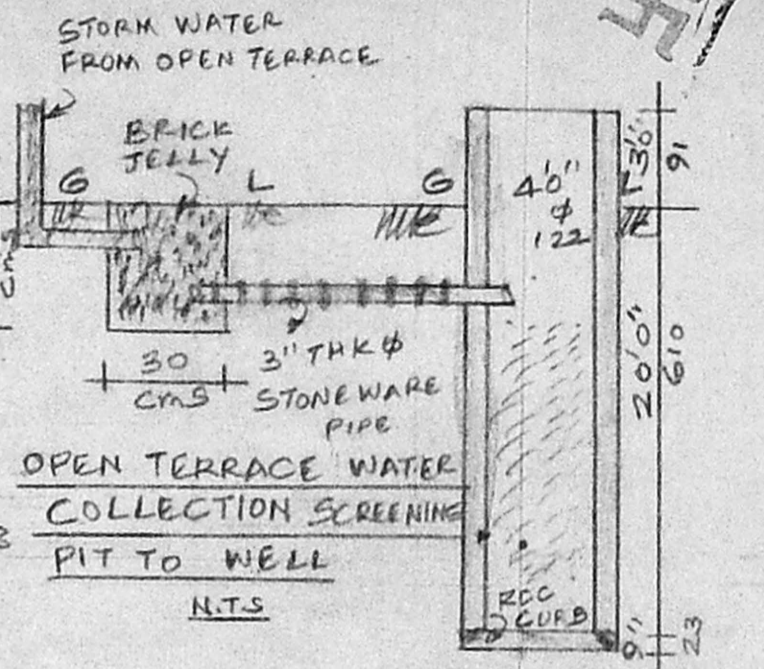 STORM WATER
FROM OPEN TERRACE
BRICK
JELLY
G L G L
4'0"
φ
122
3'0"
91
cms
20'0"
610
30
cms
3" THK φ
STONEWARE
PIPE
OPEN TERRACE WATER
COLLECTION SCREENING
PIT TO WELL
N.T.S
RCC
CURB
9"
23